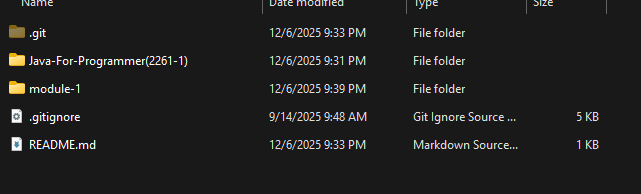 Name Date modified Type Size
.git 12/6/2025 9:33 PM File folder
Java-For-Programmer(2261-1) 12/6/2025 9:31 PM File folder
module-1 12/6/2025 9:39 PM File folder
.gitignore 9/14/2025 9:48 AM Git Ignore Source ... 5 KB
README.md 12/6/2025 9:33 PM Markdown Source... 1 KB